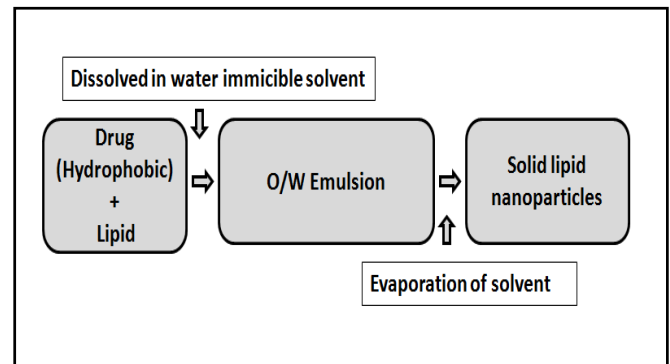 Dissolved in water immicible solvent
Drug
(Hydrophobic)
+
Lipid
O/W Emulsion
Solid lipid
nanoparticles
Evaporation of solvent